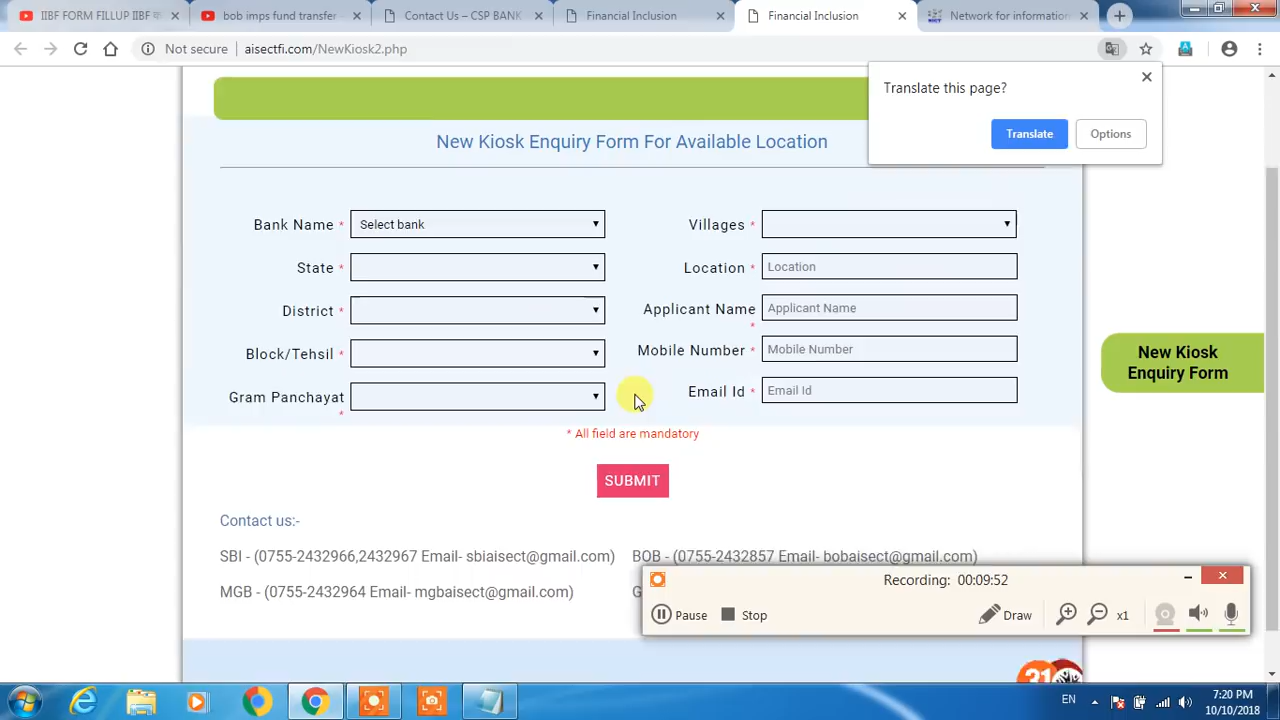 IIBF FORM FILLUP IIBF
bob imps fund transfer
Contact Us – CSP BANK
Financial Inclusion
Financial Inclusion
Network for information
Not secure
aisectfi.com/NewKiosk2.php
Translate this page?
Translate
Options
New Kiosk Enquiry Form For Available Location
Bank Name *
Select bank
Villages *
State *
Location *
Location
District *
Applicant Name *
Applicant Name
Block/Tehsil *
Mobile Number *
Mobile Number
Gram Panchayat *
Email Id *
Email Id
* All field are mandatory
SUBMIT
New Kiosk
Enquiry Form
Contact us:-
SBI - (0755-2432966,2432967 Email- sbiaisect@gmail.com)
BOB - (0755-2432857 Email- bobaisect@gmail.com)
MGB - (0755-2432964 Email- mgbaisect@gmail.com)
G
Recording: 00:09:52
Pause
Stop
Draw
x1
EN
7:20 PM
10/10/2018